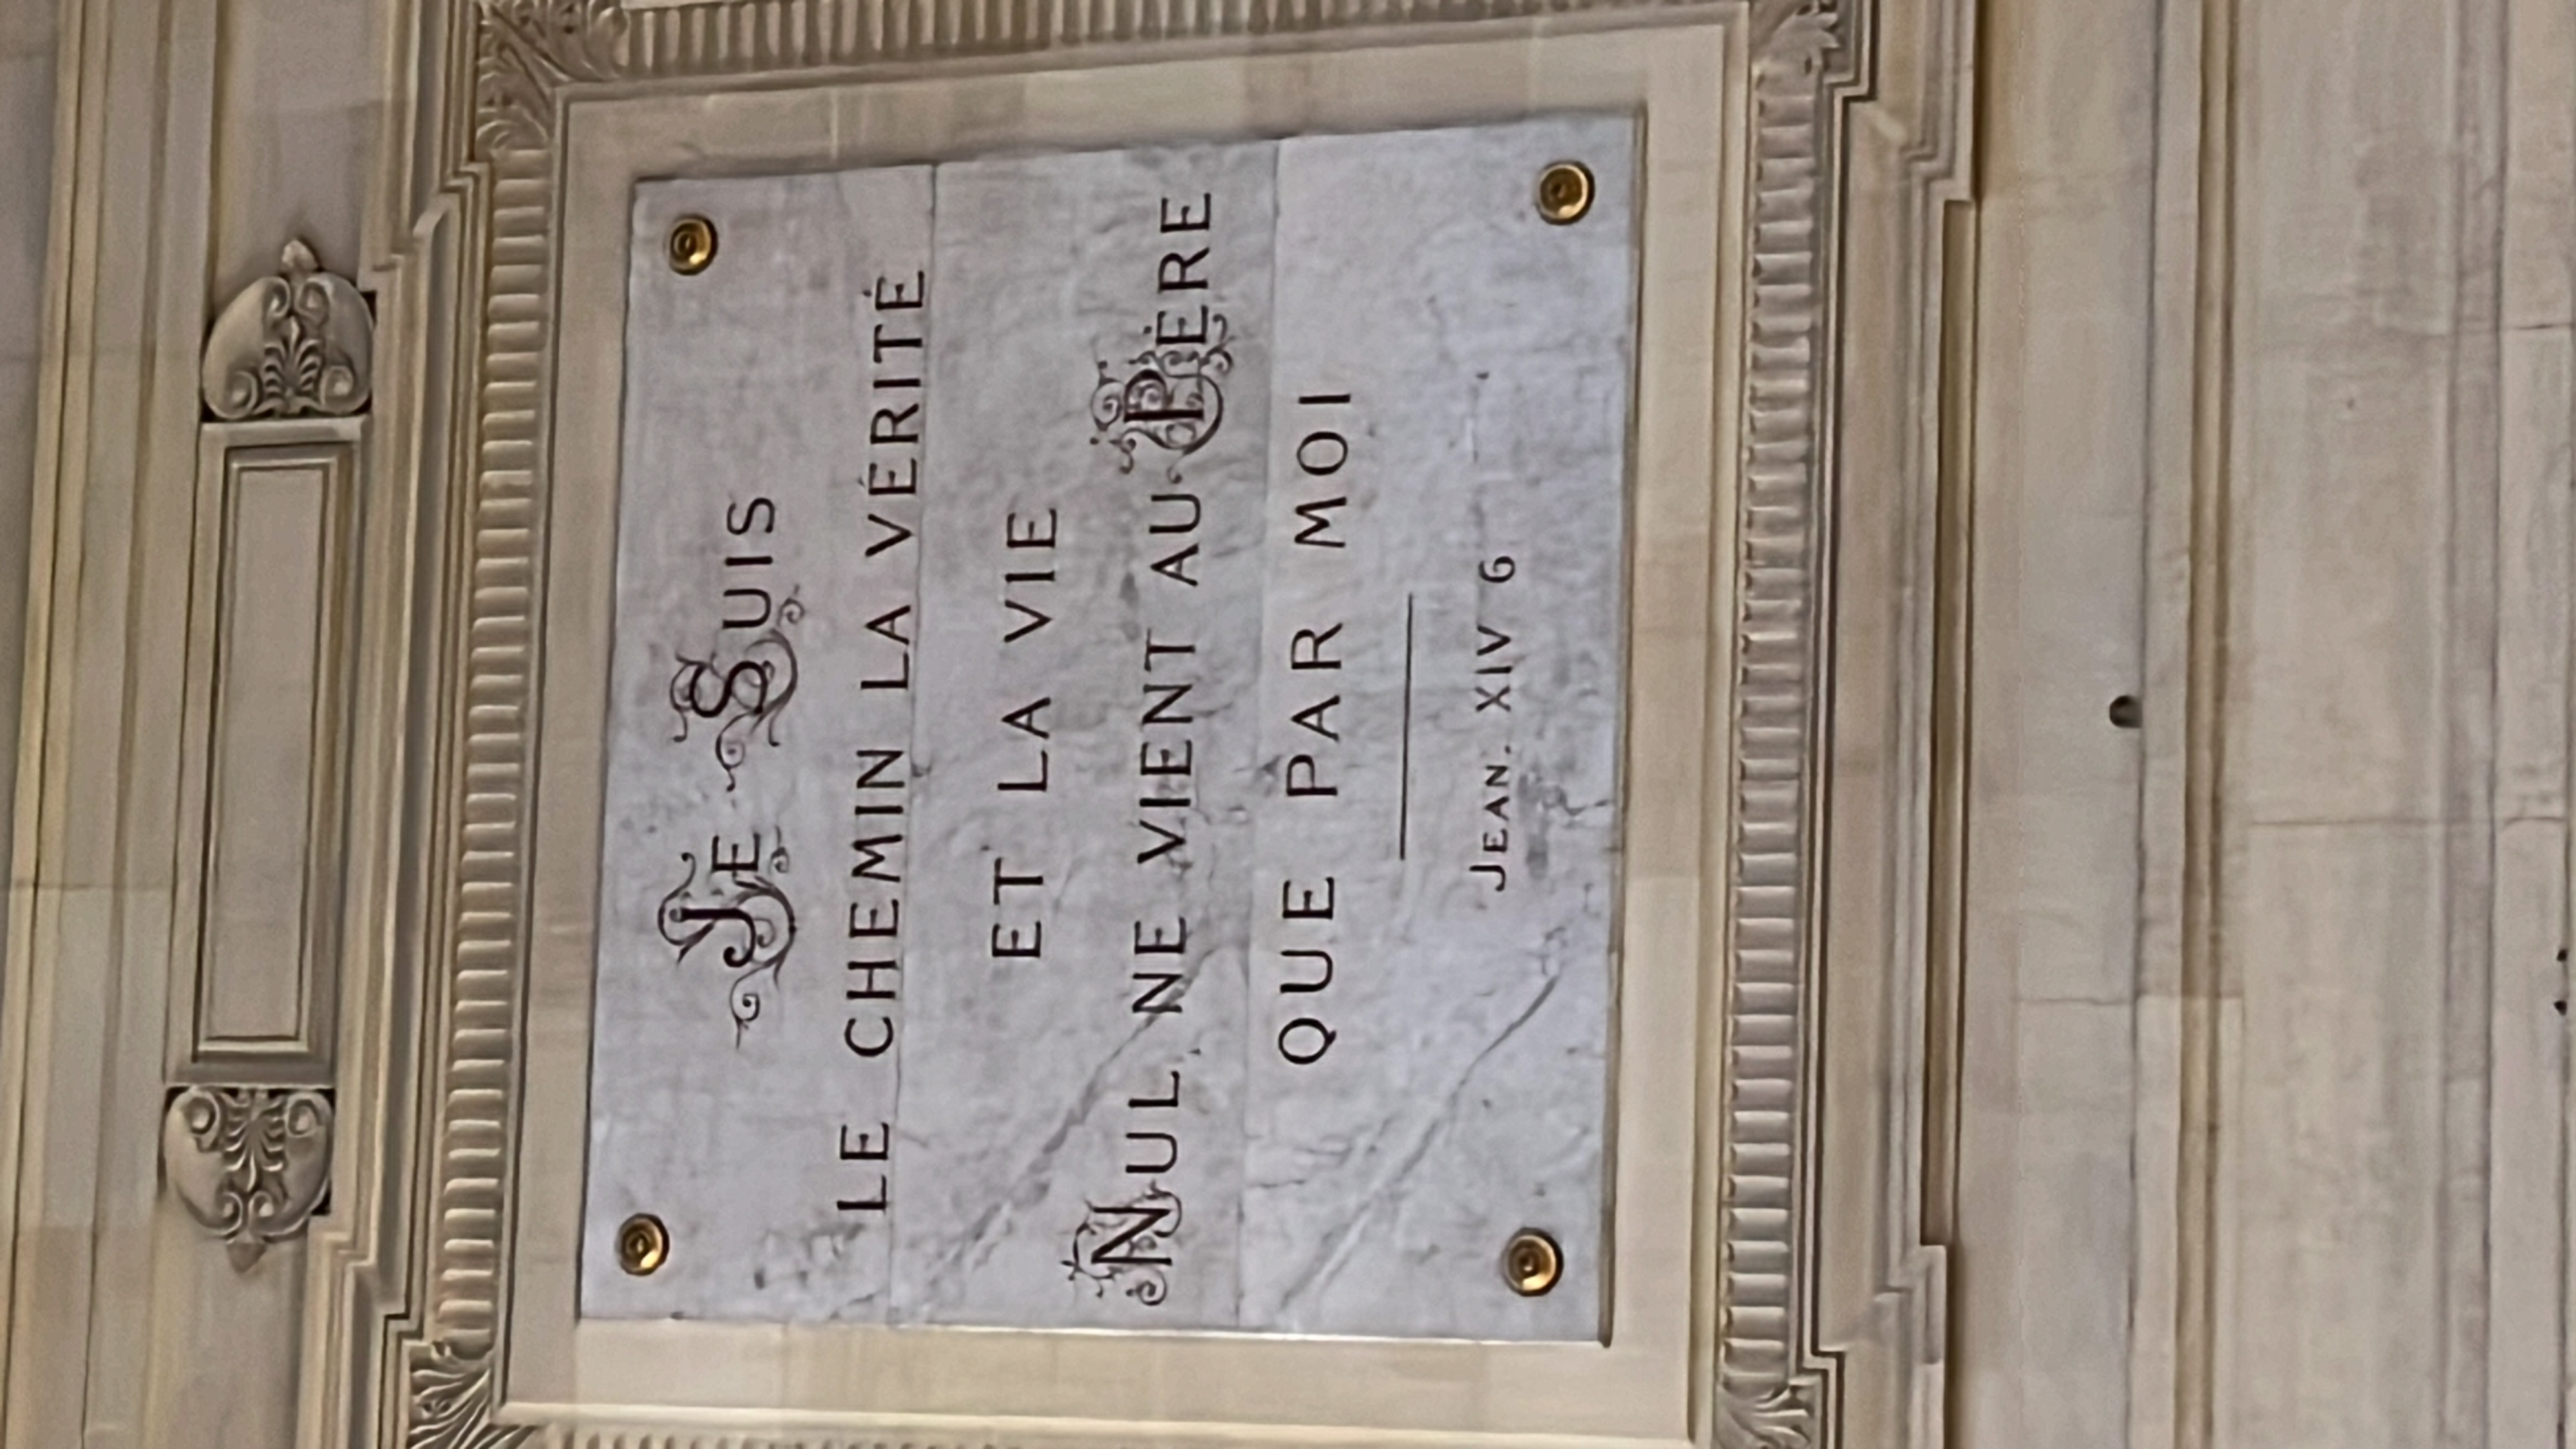 JE SUIS
LE CHEMIN LA VÉRITÉ
ET LA VIE
NUL NE VIENT AU PÈRE
QUE PAR MOI
JEAN. XIV 6